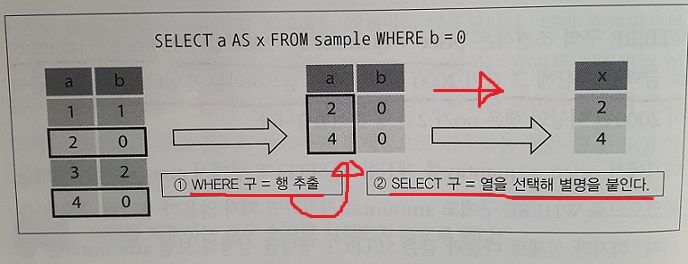 SELECT a AS x FROM sample WHERE b = 0
a b
1 1
2 0
3 2
4 0
a b
2 0
4 0
x
2
4
① WHERE 구 = 행 추출
② SELECT 구 = 열을 선택해 별명을 붙인다.